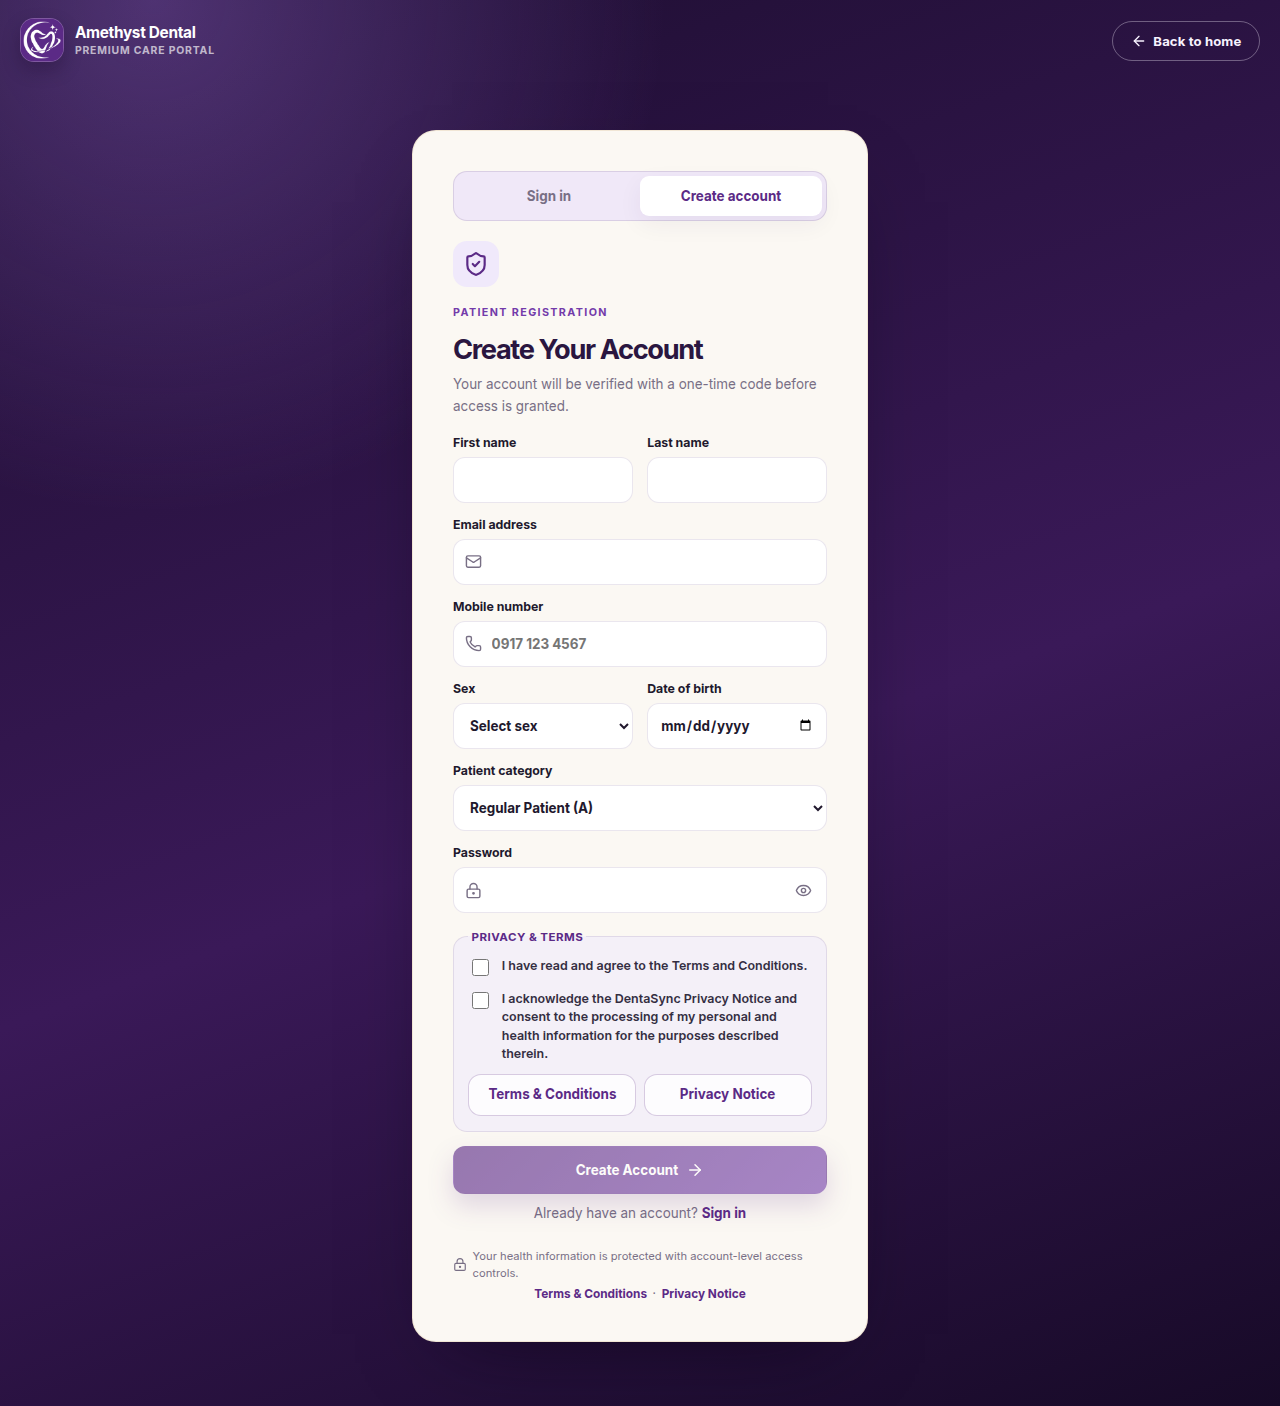 Amethyst Dental
PREMIUM CARE PORTAL
Back to home
Sign in
Create account
PATIENT REGISTRATION
Create Your Account
Your account will be verified with a one-time code before
access is granted.
First name
Last name
Email address
Mobile number
0917 123 4567
Sex
Date of birth
Select sex
mm/dd/yyyy
Patient category
Regular Patient (A)
Password
PRIVACY & TERMS
I have read and agree to the Terms and Conditions.
I acknowledge the DentaSync Privacy Notice and
consent to the processing of my personal and
health information for the purposes described
therein.
Terms & Conditions
Privacy Notice
Create Account
Already have an account? Sign in
Your health information is protected with account-level access
controls.
Terms & Conditions · Privacy Notice